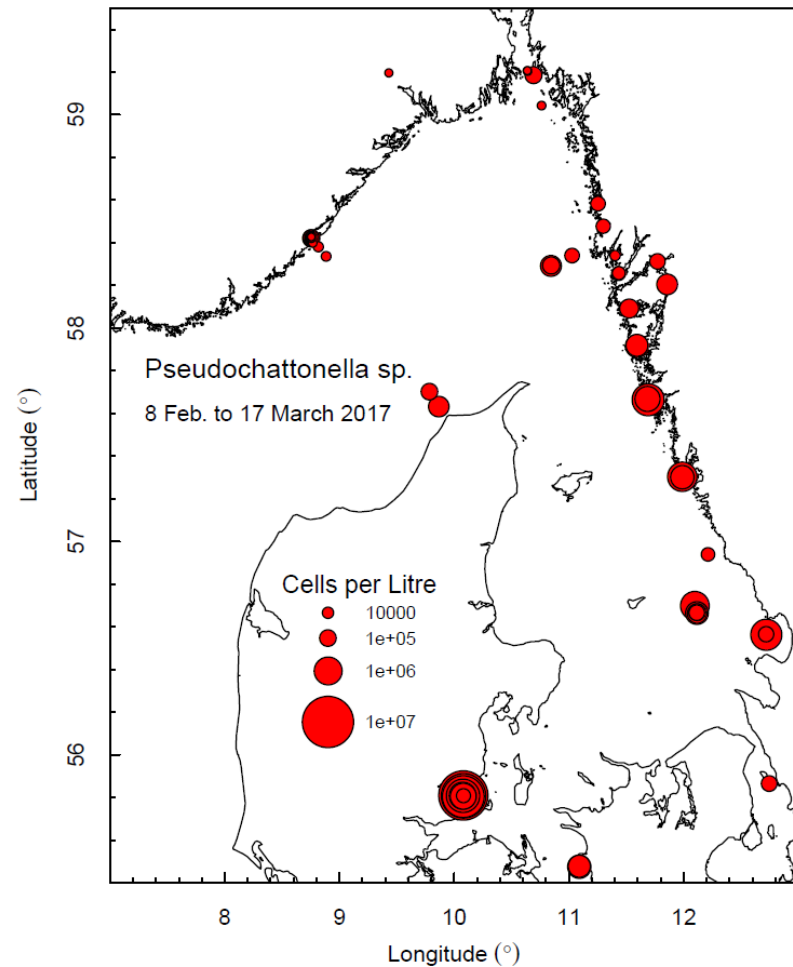 59
58
57
56
Latitude (°)
Pseudochattonella sp.
8 Feb. to 17 March 2017
Cells per Litre
10000
1e+05
1e+06
1e+07
8 9 10 11 12
Longitude (°)